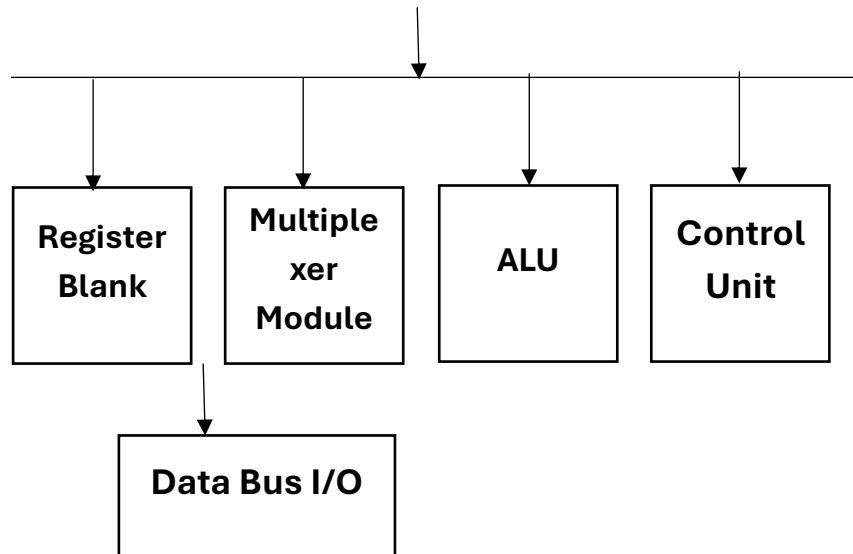 Register
Blank
Multiple
xer
Module
ALU
Control
Unit
Data Bus I/O